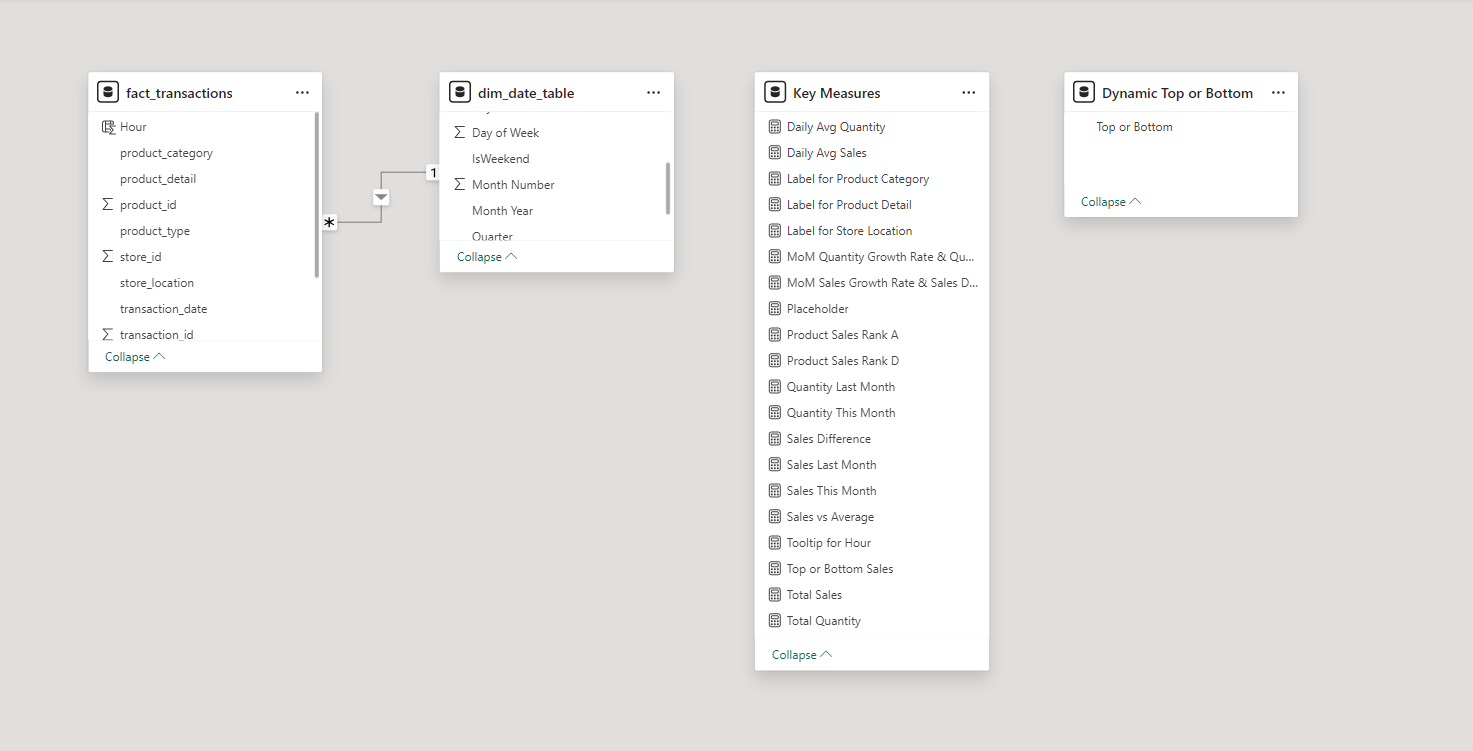 fact_transactions
Hour
product_category
product_detail
product_id
product_type
store_id
store_location
transaction_date
transaction_id
Collapse
*
1
dim_date_table
Day of Week
IsWeekend
Month Number
Month Year
Quarter
Collapse
Key Measures
Daily Avg Quantity
Daily Avg Sales
Label for Product Category
Label for Product Detail
Label for Store Location
MoM Quantity Growth Rate & Qu...
MoM Sales Growth Rate & Sales D...
Placeholder
Product Sales Rank A
Product Sales Rank D
Quantity Last Month
Quantity This Month
Sales Difference
Sales Last Month
Sales This Month
Sales vs Average
Tooltip for Hour
Top or Bottom Sales
Total Sales
Total Quantity
Collapse
Dynamic Top or Bottom
Top or Bottom
Collapse